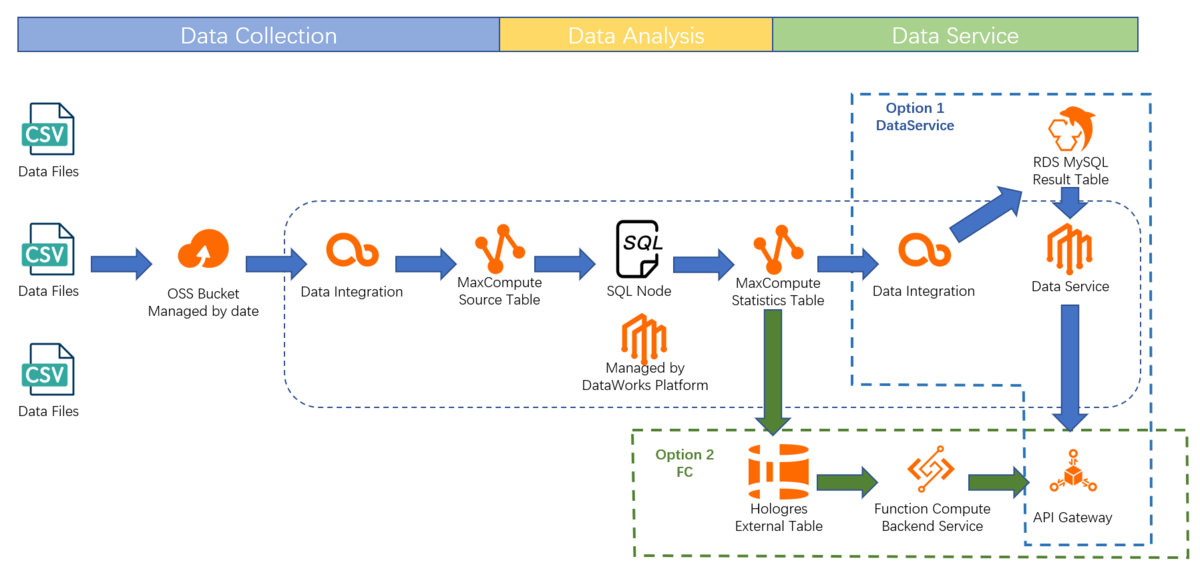 Data Collection
Data Analysis
Data Service
CSV
Data Files
CSV
Data Files
CSV
Data Files
OSS Bucket
Managed by date
Data Integration
MaxCompute
Source Table
SQL
SQL Node
Managed by
DataWorks Platform
MaxCompute
Statistics Table
Option 1
DataService
Data Integration
RDS MySQL
Result Table
Data Service
Option 2
FC
Hologres
External Table
Function Compute
Backend Service
API Gateway